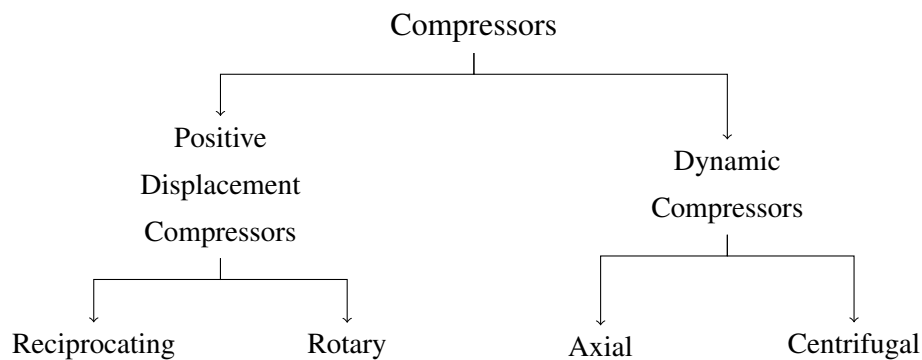 Compressors
Positive
Displacement
Compressors
Dynamic
Compressors
Reciprocating
Rotary
Axial
Centrifugal